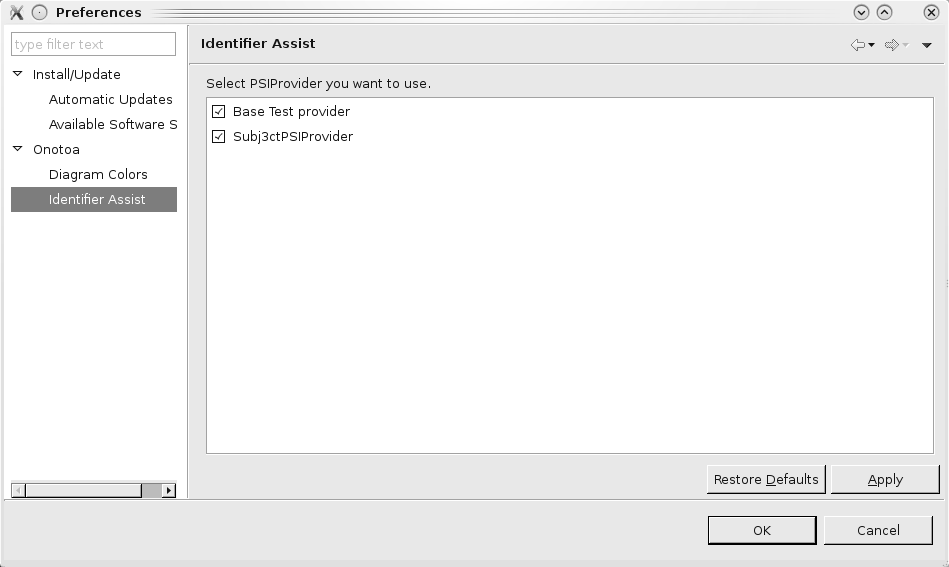 Preferences
type filter text
Install/Update
Automatic Updates
Available Software S
Onotoa
Diagram Colors
Identifier Assist
Identifier Assist
Select PSIProvider you want to use.
Base Test provider
Subj3ctPSIProvider
Restore Defaults
Apply
OK
Cancel